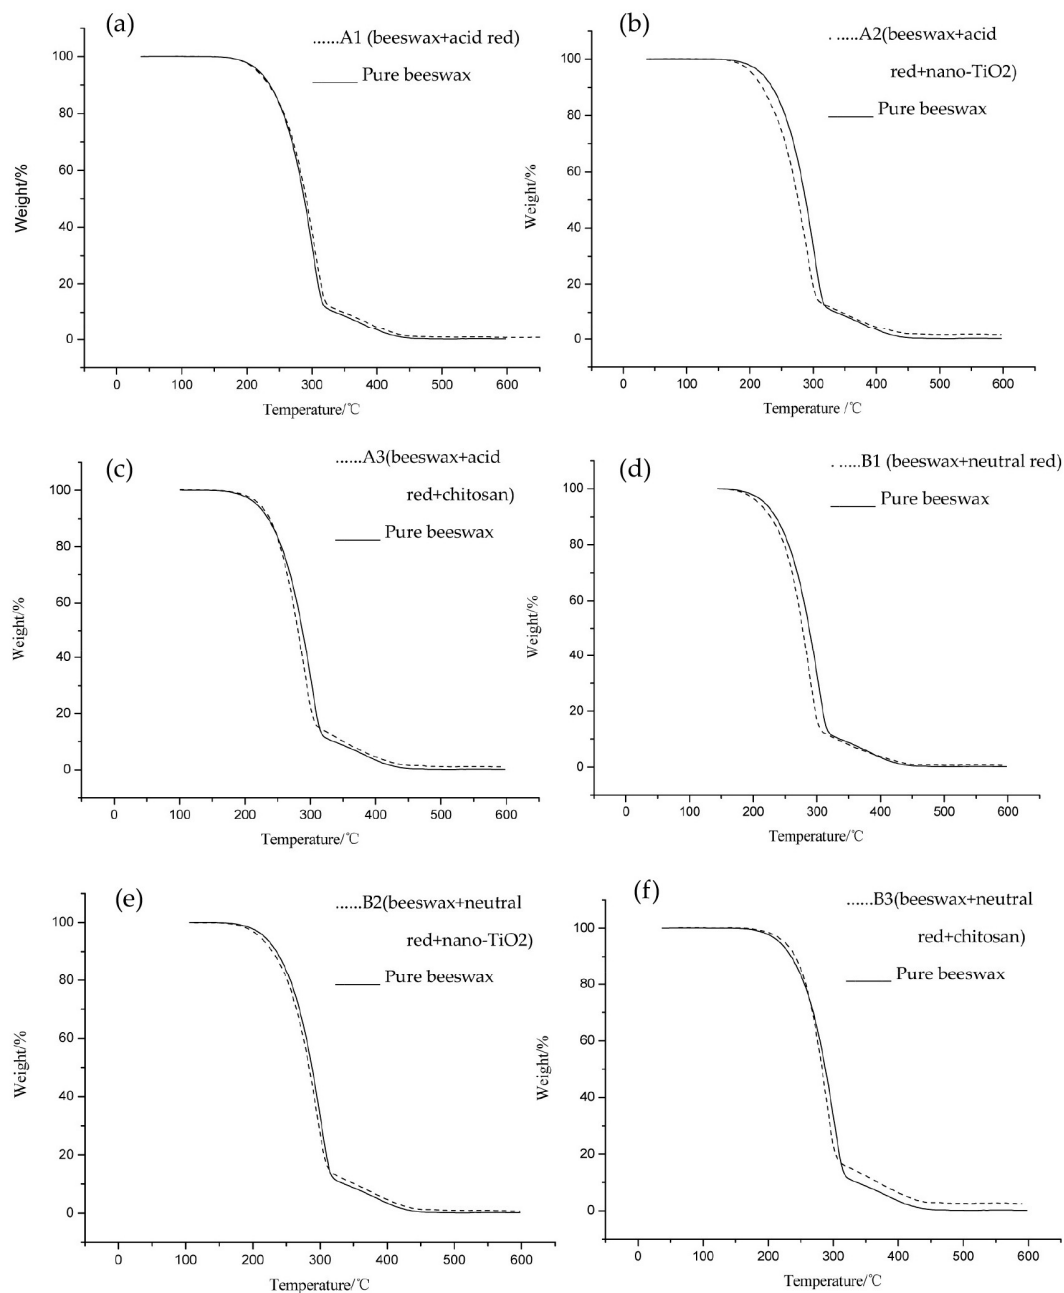 (a)
......A1 (beeswax+acid red)
____ Pure beeswax
100
80
60
40
20
0
Weight/%
0 100 200 300 400 500 600
Temperature/℃
(b)
. .....A2(beeswax+acid
red+nano-TiO2)
____ Pure beeswax
100
80
60
40
20
0
Weight/%
0 100 200 300 400 500 600
Temperature /℃
(c)
......A3(beeswax+acid
red+chitosan)
____ Pure beeswax
100
80
60
40
20
0
Weight/%
0 100 200 300 400 500 600
Temperature/℃
(d)
. .....B1 (beeswax+neutral red)
____ Pure beeswax
100
80
60
40
20
0
Weight/%
0 100 200 300 400 500 600
Temperature/℃
(e)
......B2(beeswax+neutral
red+nano-TiO2)
____ Pure beeswax
100
80
60
40
20
0
Weight/%
0 100 200 300 400 500 600
Temperature/℃
(f)
......B3(beeswax+neutral
red+chitosan)
____ Pure beeswax
100
80
60
40
20
0
Weight/%
0 100 200 300 400 500 600
Temperature/℃